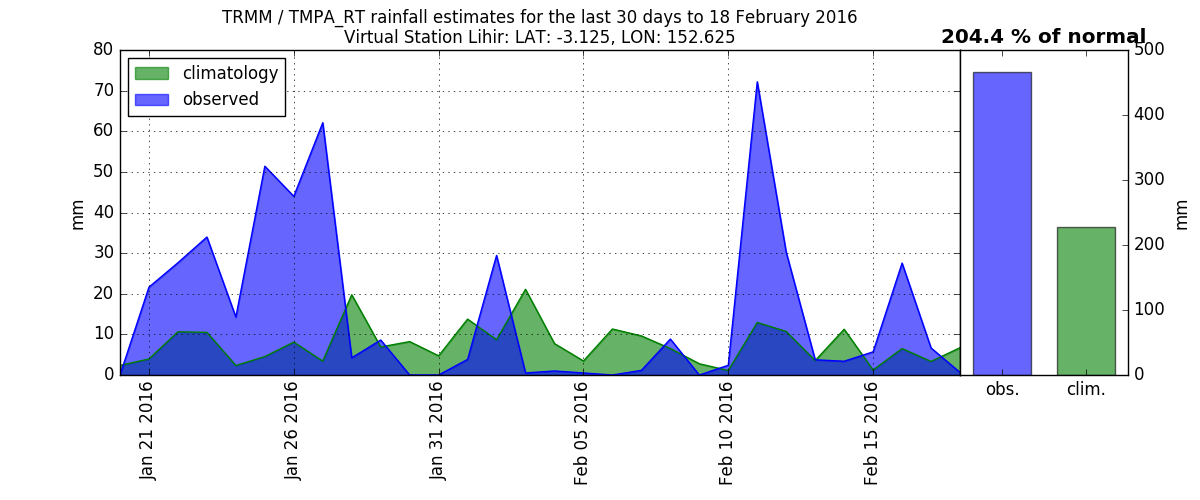 TRMM / TMPA_RT rainfall estimates for the last 30 days to 18 February 2016
Virtual Station Lihir: LAT: -3.125, LON: 152.625
204.4 % of normal
climatology
observed
80
70
60
50
40
30
20
10
0
mm
Jan 21 2016
Jan 26 2016
Jan 31 2016
Feb 05 2016
Feb 10 2016
Feb 15 2016
500
400
300
200
100
0
mm
obs.
clim.